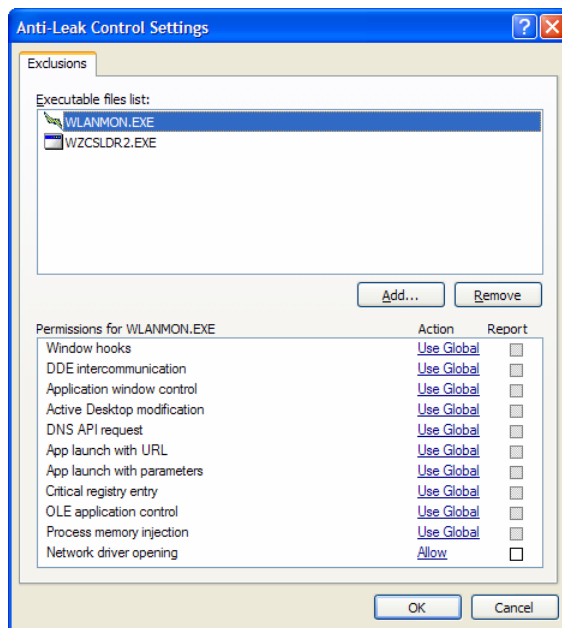 Anti-Leak Control Settings
Exclusions
Executable files list:
WLANMON.EXE
WZCSLDR2.EXE
Add... Remove
Permissions for WLANMON.EXE Action Report
Window hooks Use Global
DDE intercommunication Use Global
Application window control Use Global
Active Desktop modification Use Global
DNS API request Use Global
App launch with URL Use Global
App launch with parameters Use Global
Critical registry entry Use Global
OLE application control Use Global
Process memory injection Use Global
Network driver opening Allow
OK Cancel